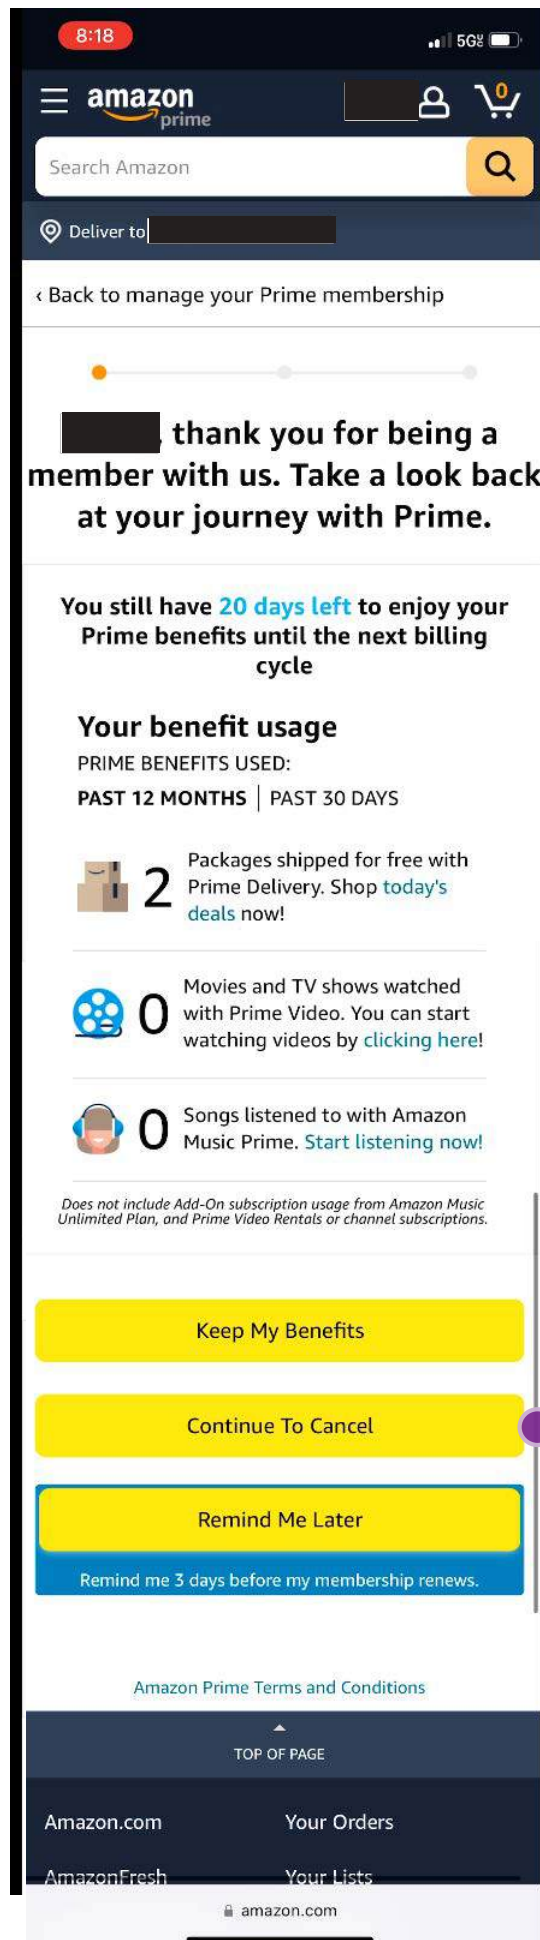 8:18
5G
amazon
prime
0
Search Amazon
Deliver to
‹ Back to manage your Prime membership
, thank you for being a
member with us. Take a look back
at your journey with Prime.
You still have 20 days left to enjoy your
Prime benefits until the next billing
cycle
Your benefit usage
PRIME BENEFITS USED:
PAST 12 MONTHS | PAST 30 DAYS
2
Packages shipped for free with
Prime Delivery. Shop today's
deals now!
0
Movies and TV shows watched
with Prime Video. You can start
watching videos by clicking here!
0
Songs listened to with Amazon
Music Prime. Start listening now!
Does not include Add-On subscription usage from Amazon Music
Unlimited Plan, and Prime Video Rentals or channel subscriptions.
Keep My Benefits
Continue To Cancel
Remind Me Later
Remind me 3 days before my membership renews.
Amazon Prime Terms and Conditions
TOP OF PAGE
Amazon.com Your Orders
AmazonFresh Your Lists
amazon.com